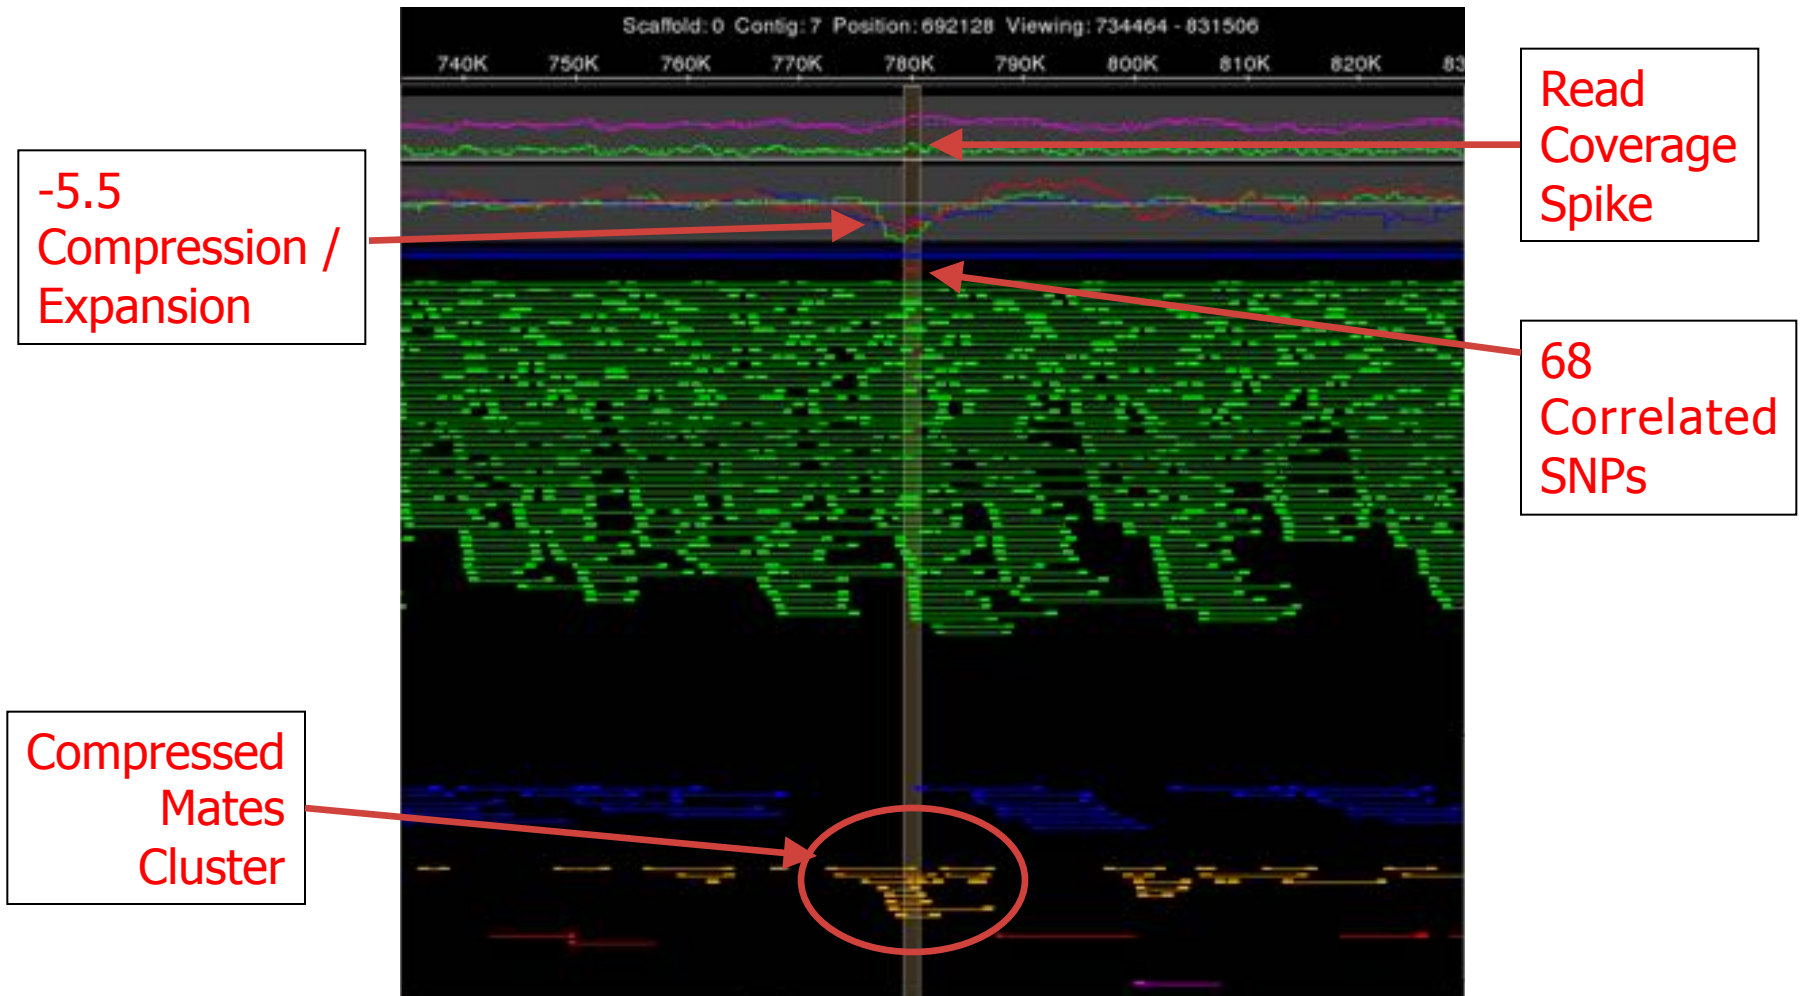 Scaffold: 0 Contig: 7 Position: 692128 Viewing: 734464 - 831506
740K 750K 760K 770K 780K 790K 800K 810K 820K 83
Read
Coverage
Spike
-5.5
Compression /
Expansion
68
Correlated
SNPs
Compressed
Mates
Cluster